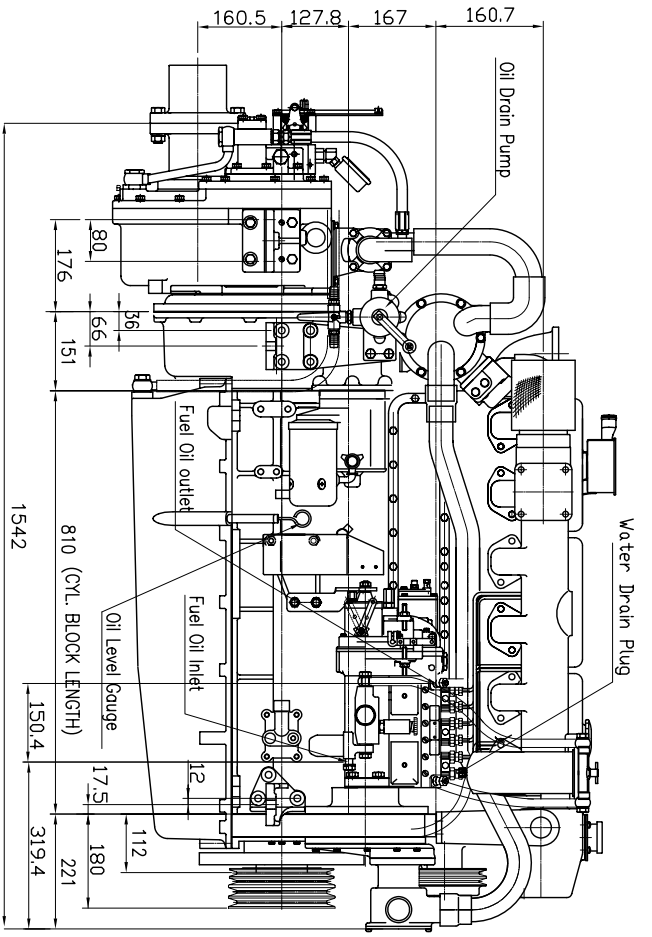 160.5
127.8
167
160.7
Oil Drain Pump
80
176
36
66
151
Fuel Oil outlet
Water Drain Plug
1542
810 (CYL. BLOCK LENGTH)
Oil Level Gauge
Fuel Oil Inlet
150.4
12
17.5
319.4
112
180
221